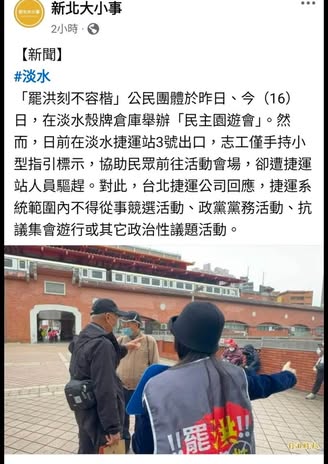 新北大小事
2小時
【新聞】
#淡水
「罷洪刻不容楷」公民團體於昨日、今（16）
日，在淡水殼牌倉庫舉辦「民主園遊會」。然
而，日前在淡水捷運站3號出口，志工僅手持小
型指引標示，協助民眾前往活動會場，卻遭捷運
站人員驅趕。對此，台北捷運公司回應，捷運系
統範圍內不得從事競選活動、政黨黨務活動、抗
議集會遊行或其它政治性議題活動。
!!罷洪